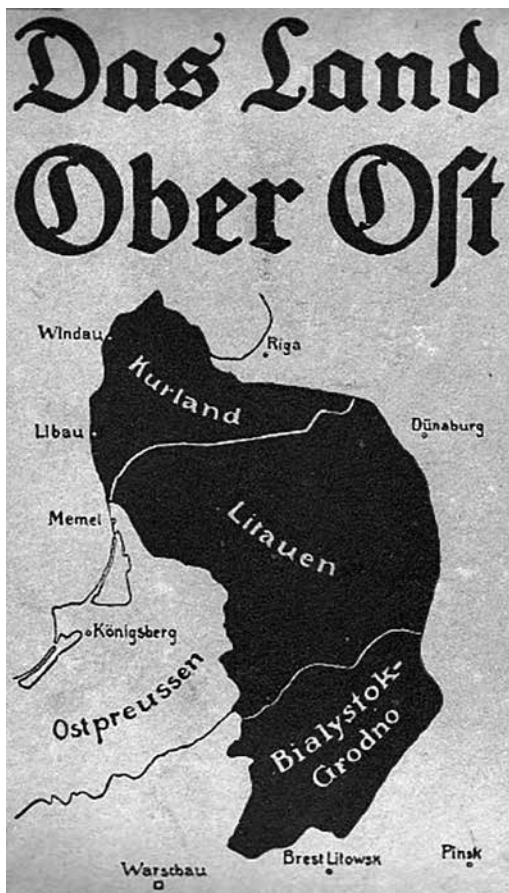 Das Land
Ober Ost
Windau
Riga
Kurland
Libau
Dünaburg
Memel
Litauen
Königsberg
Ostpreussen
Bialystok-
Grodno
Brest Litowsk
Pinsk
Warschau